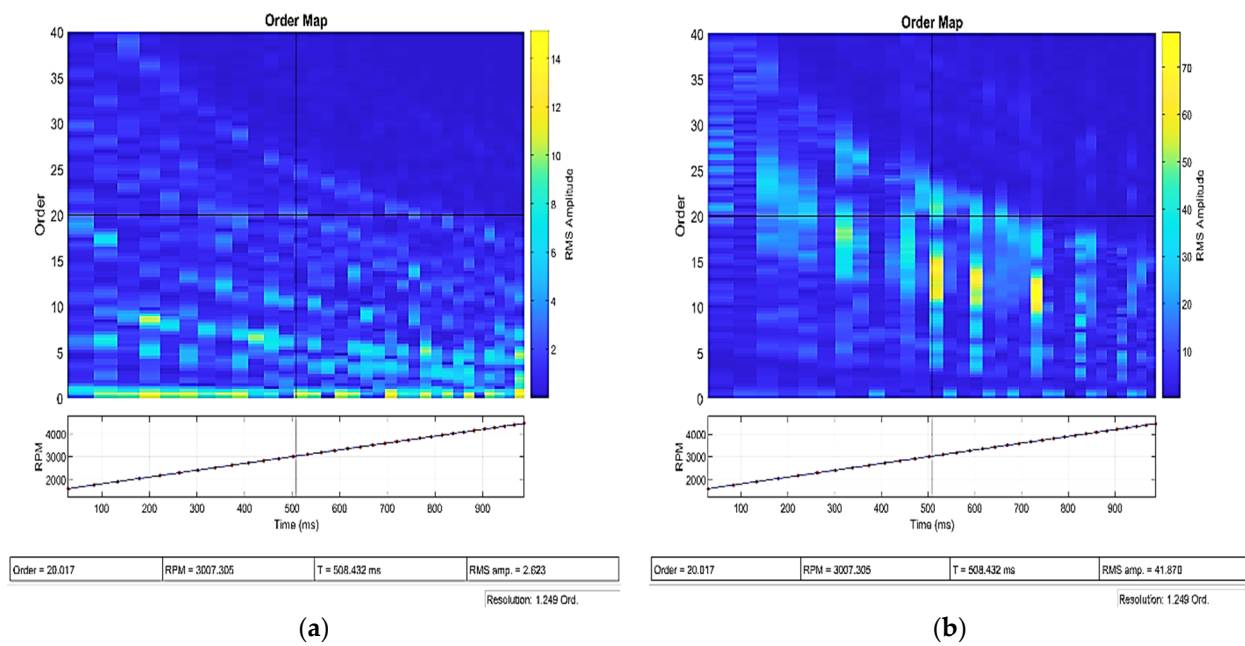 Order Map
40
35
30
25
20
15
10
5
0
Order
14
12
10
8
6
4
2
RMS Amplitude
4000
3000
2000
RPM
100 200 300 400 500 600 700 800 900
Time (ms)
Order = 20.017 RPM = 3007.305 T = 508.432 ms RMS amp. = 2.623
Resolution: 1.249 Ord.
(a)
Order Map
40
35
30
25
20
15
10
5
0
Order
70
60
50
40
30
20
10
RMS Amplitude
4000
3000
2000
RPM
100 200 300 400 500 600 700 800 900
Time (ms)
Order = 20.017 RPM = 3007.305 T = 508.432 ms RMS amp. = 41.870
Resolution: 1.249 Ord.
(b)